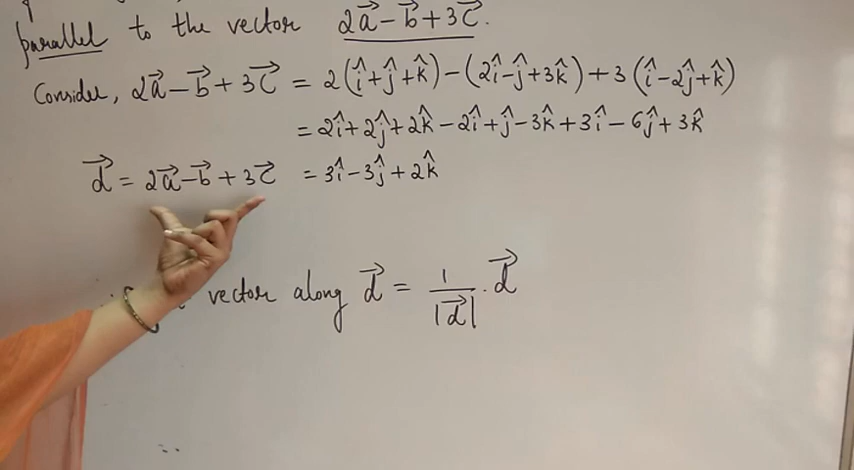 parallel to the vector 2a⃗ − b⃗ + 3c⃗.
Consider, 2a⃗ − b⃗ + 3c⃗ = 2(î+ĵ+k̂) − (2î−ĵ+3k̂) + 3(î−2ĵ+k̂)
= 2î+2ĵ+2k̂ − 2î+ĵ−3k̂ + 3î − 6ĵ + 3k̂
d⃗ = 2a⃗ − b⃗ + 3c⃗ = 3î − 3ĵ + 2k̂
vector along d⃗ = 1/|d⃗| · d⃗